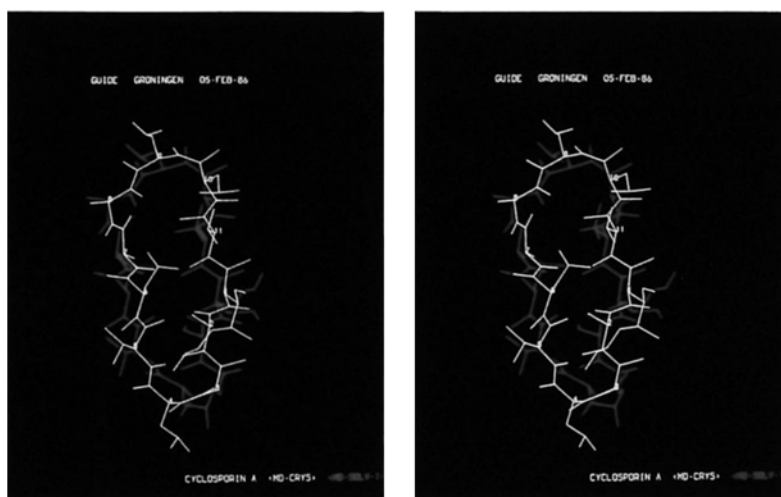 GUIDE GRONINGEN 05-FEB-86
CYCLOSPORIN A <MD-CRYS>
GUIDE GRONINGEN 05-FEB-86
CYCLOSPORIN A <MD-CRYS>